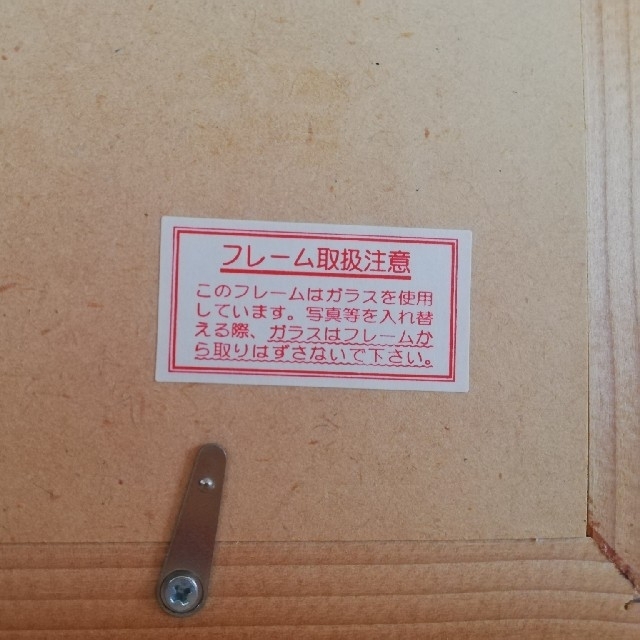 フレーム取扱注意
このフレームはガラスを使用
しています。写真等を入れ替
える際、ガラスはフレームか
ら取りはずさないで下さい。